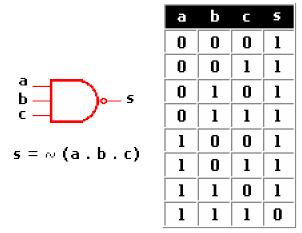 a
b
c
s
s = ~ (a . b . c)
a b c s
0 0 0 1
0 0 1 1
0 1 0 1
0 1 1 1
1 0 0 1
1 0 1 1
1 1 0 1
1 1 1 0